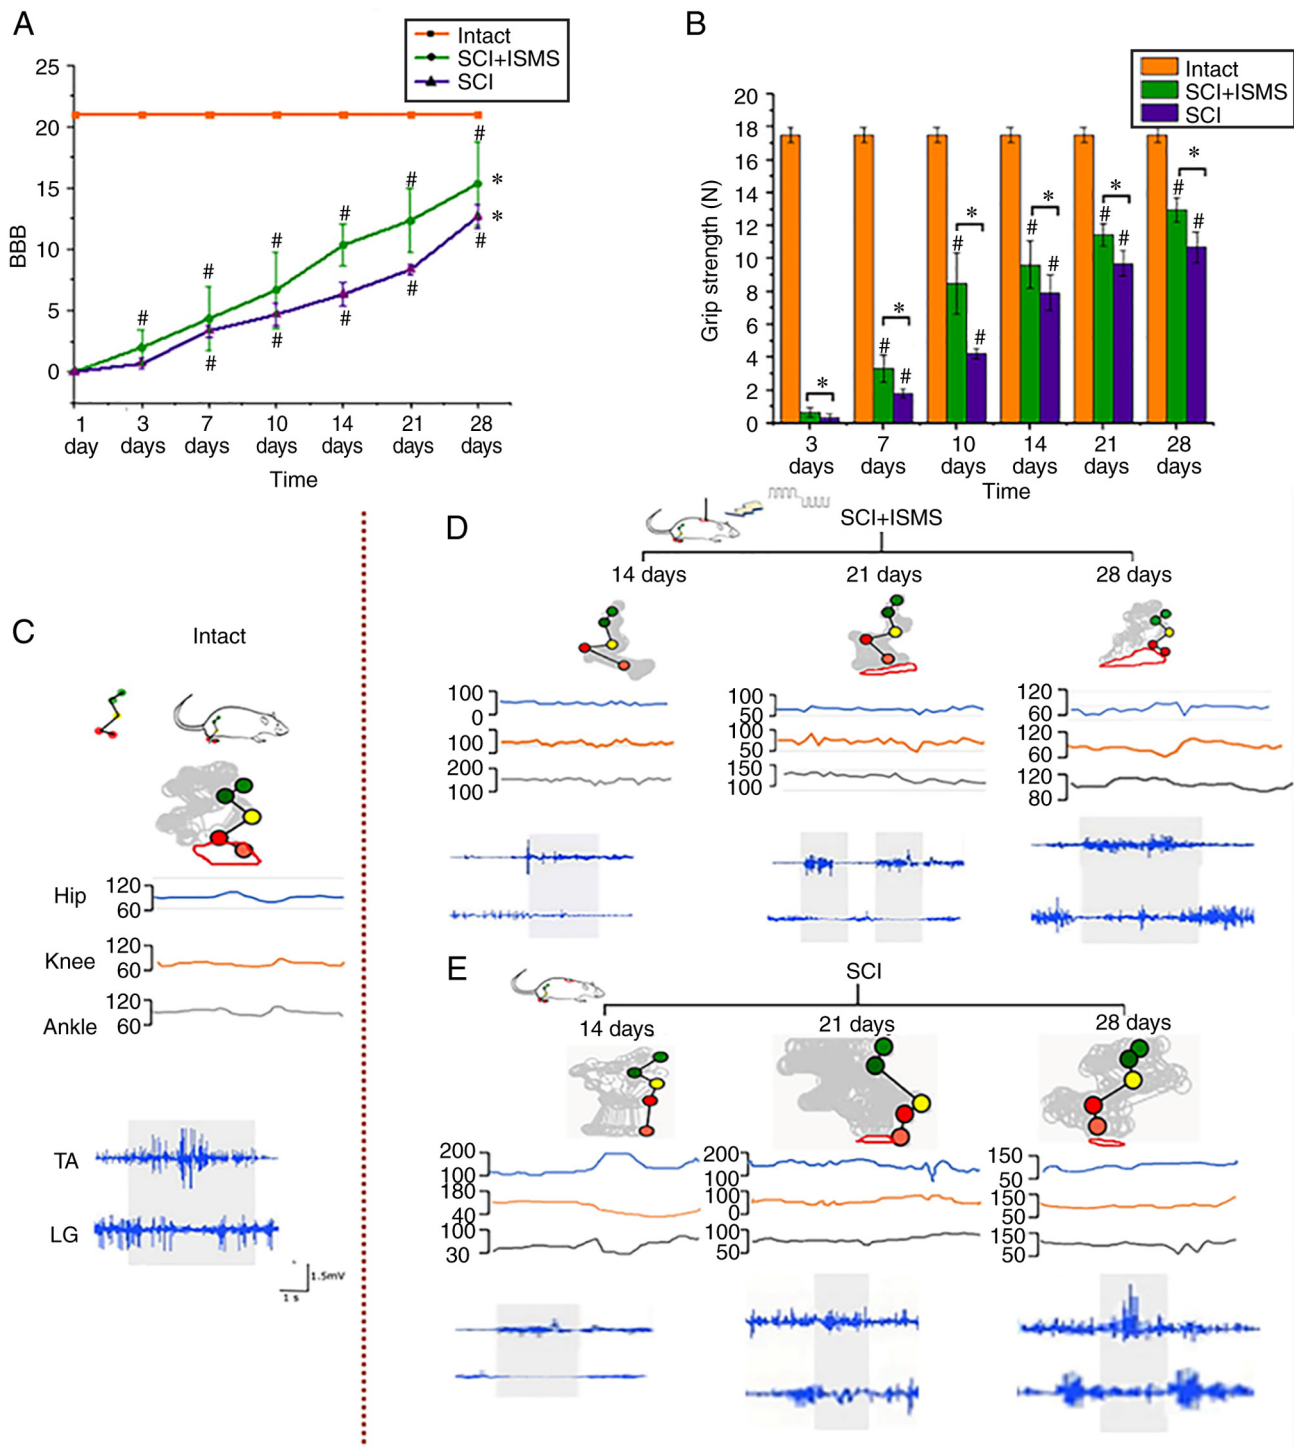 A
Intact
SCI+ISMS
SCI
25
20
15
10
5
0
BBB
# # # # # # *
# # # # # *
1 3 7 10 14 21 28
day days days days days days days
Time
B
Intact
SCI+ISMS
SCI
20
18
16
14
12
10
8
6
4
2
0
Grip strength (N)
* * * * * *
# # # # #
# # # # #
3 7 10 14 21 28
days days days days days days
Time
C
Intact
Hip
120
60
Knee
120
60
Ankle
120
60
TA
LG
1.5mV
1 s
D
SCI+ISMS
14 days 21 days 28 days
100 100 120
0 50 60
100 100 120
50 60
200 150 120
100 100 80
E
SCI
14 days 21 days 28 days
200 200 150
100 100 50
180 100 150
40 0 50
100 100 150
30 50 50